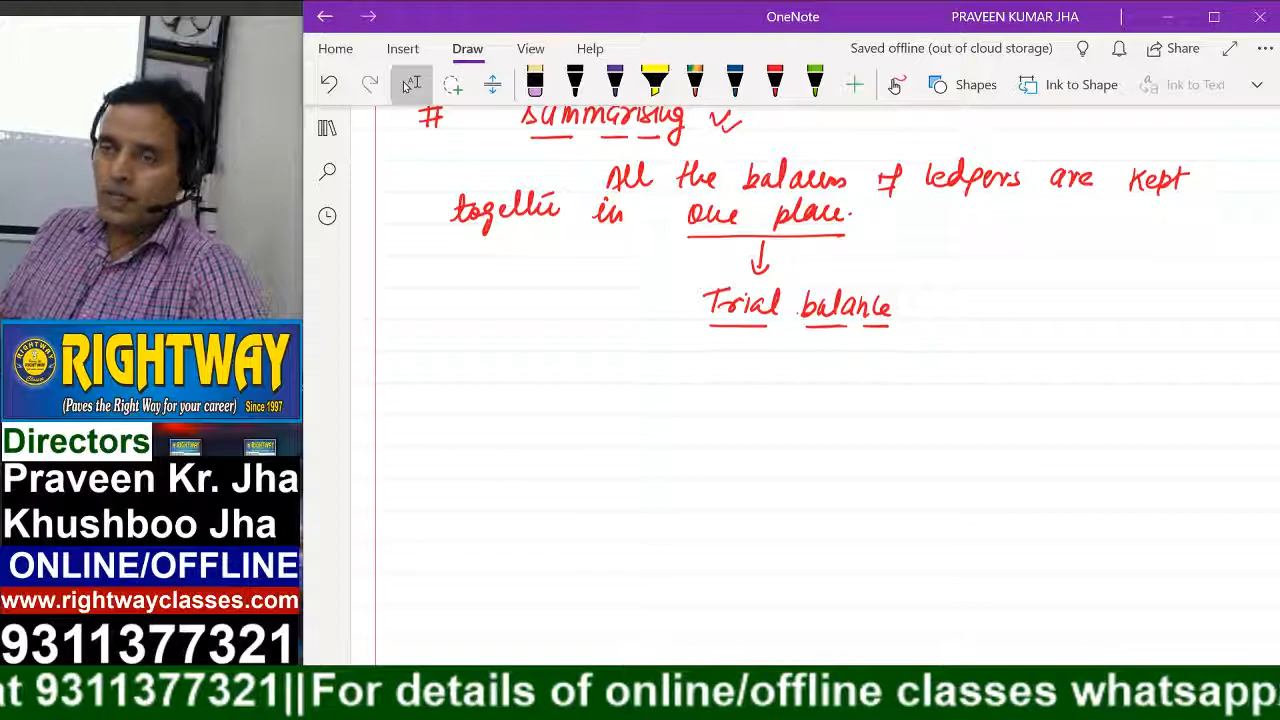 OneNote
PRAVEEN KUMAR JHA
Home Insert Draw View Help
Saved offline (out of cloud storage)
Share
Shapes
Ink to Shape
Ink to Text
# Summarising
All the balances of ledgers are kept
together in one place.
Trial balance
RIGHTWAY
(Paves the Right Way for your career) Since 1997
Directors
Praveen Kr. Jha
Khushboo Jha
ONLINE/OFFLINE
www.rightwayclasses.com
9311377321
at 9311377321||For details of online/offline classes whatsapp